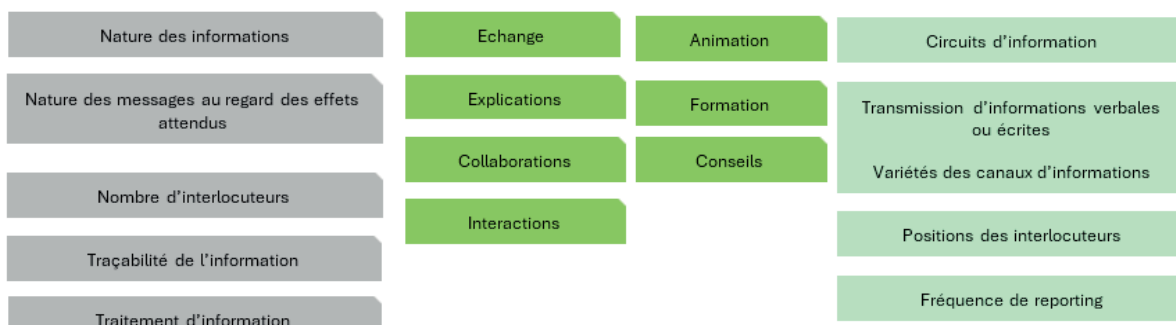 Nature des informations
Nature des messages au regard des effets
attendus
Nombre d'interlocuteurs
Traçabilité de l'information
Traitement d'information
Echange
Explications
Collaborations
Interactions
Animation
Formation
Conseils
Circuits d'information
Transmission d'informations verbales
ou écrites
Variétés des canaux d'informations
Positions des interlocuteurs
Fréquence de reporting